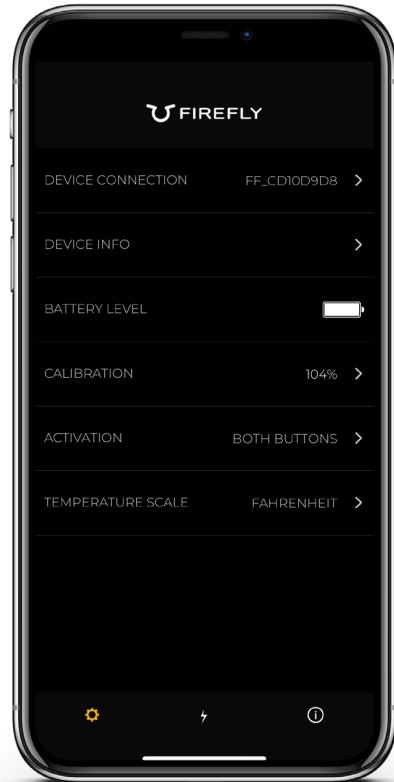 FIREFLY
DEVICE CONNECTION FF_CD10D9D8
DEVICE INFO
BATTERY LEVEL
CALIBRATION 104%
ACTIVATION BOTH BUTTONS
TEMPERATURE SCALE FAHRENHEIT